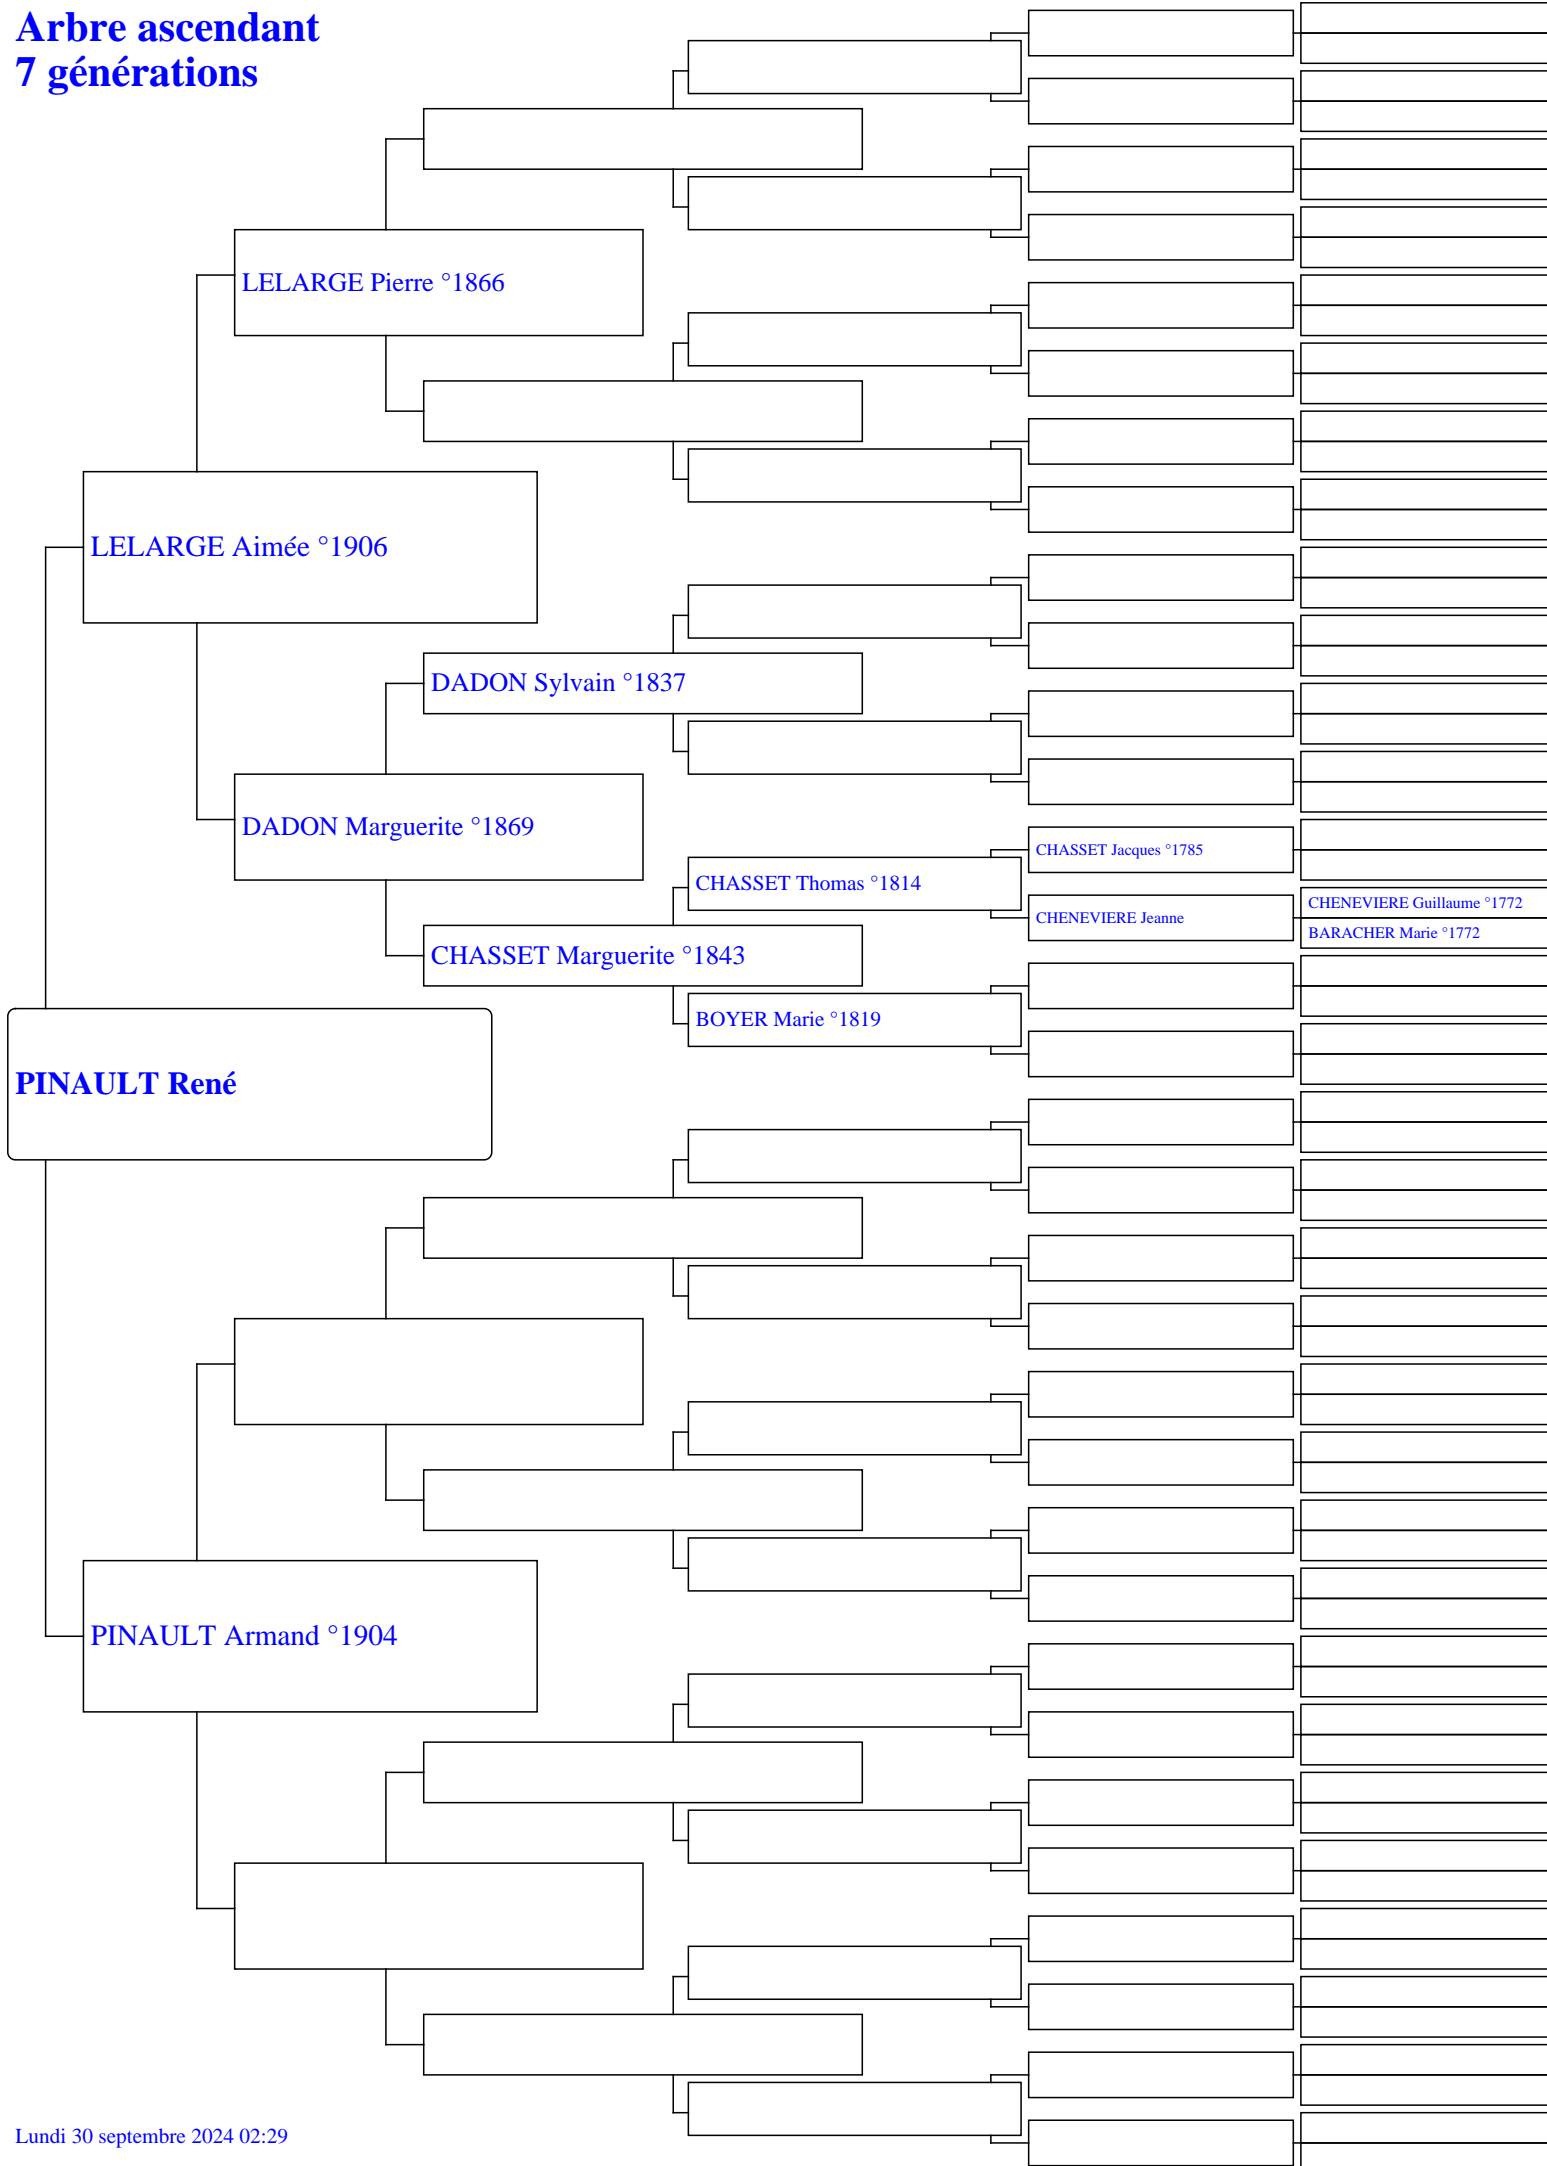 Arbre ascendant
7 générations
LELARGE Pierre °1866
LELARGE Aimée °1906
DADON Sylvain °1837
DADON Marguerite °1869
CHASSET Jacques °1785
CHASSET Thomas °1814
CHENEVIERE Guillaume °1772
CHENEVIERE Jeanne
BARACHER Marie °1772
CHASSET Marguerite °1843
BOYER Marie °1819
PINAULT René
PINAULT Armand °1904
Lundi 30 septembre 2024 02:29